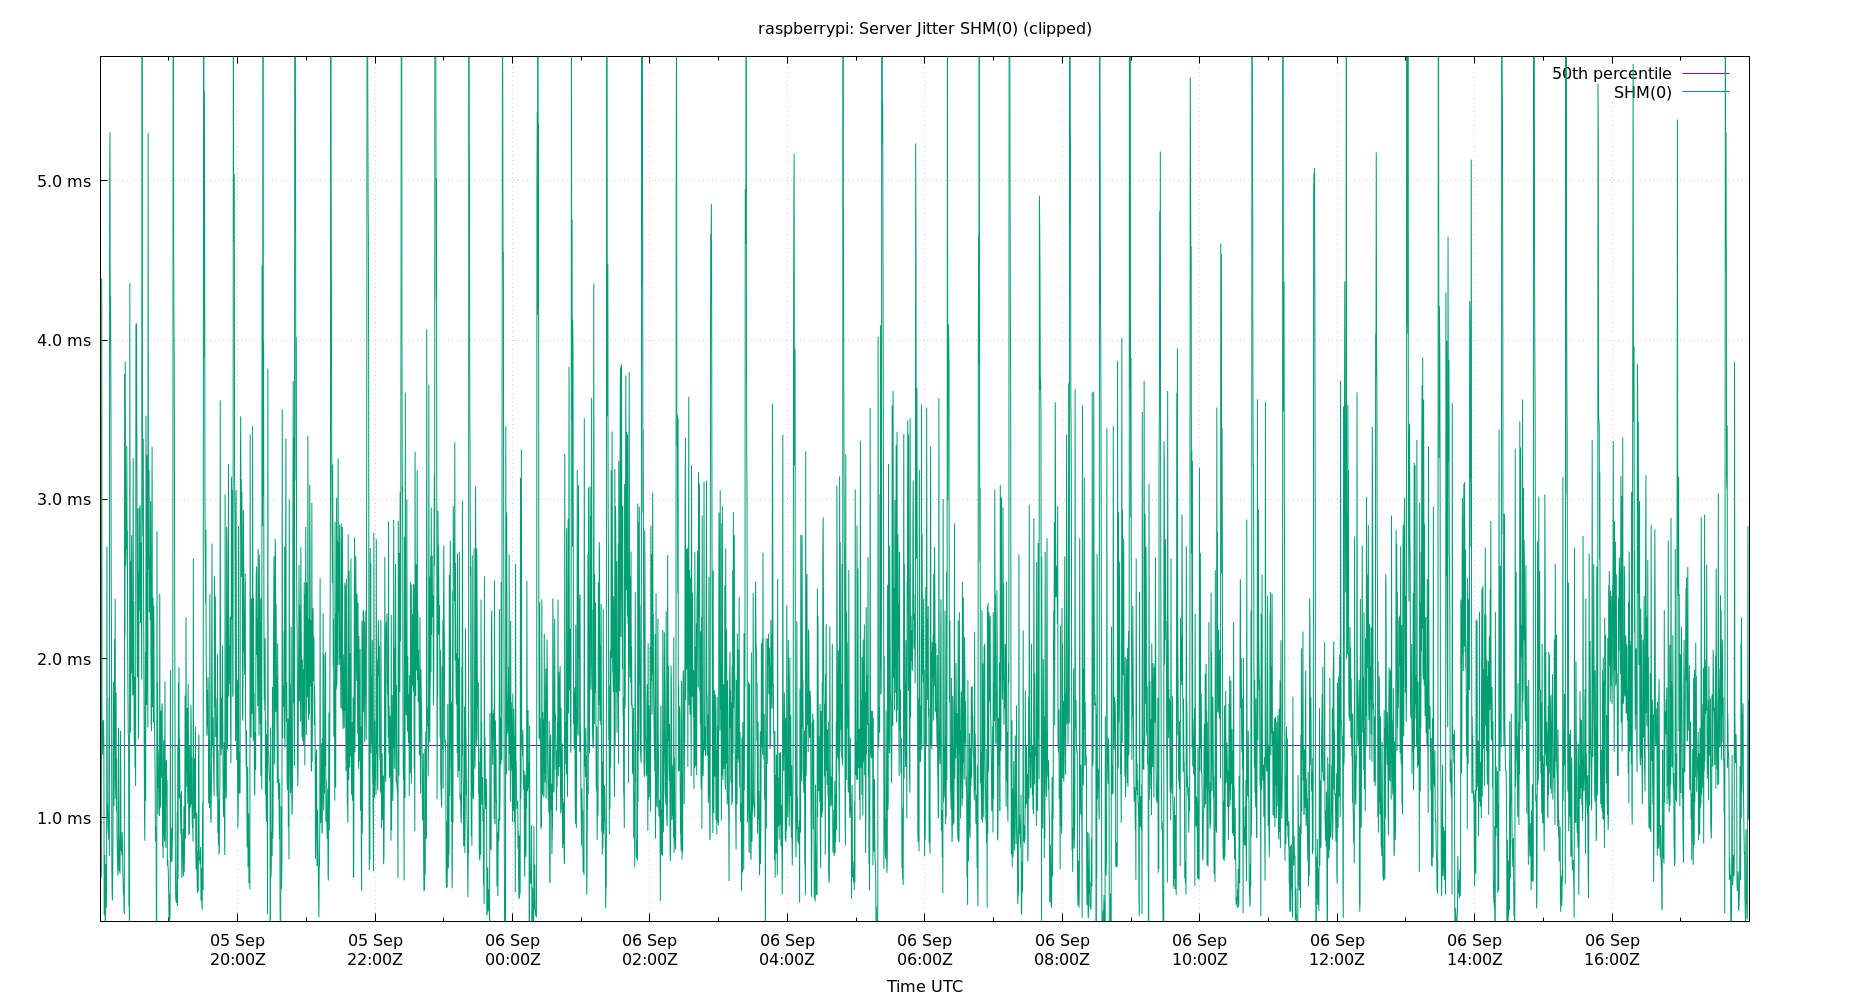 raspberrypi: Server Jitter SHM(0) (clipped)
50th percentile
SHM(0)
5.0 ms
4.0 ms
3.0 ms
2.0 ms
1.0 ms
05 Sep 05 Sep 06 Sep 06 Sep 06 Sep 06 Sep 06 Sep 06 Sep 06 Sep 06 Sep 06 Sep
20:00Z 22:00Z 00:00Z 02:00Z 04:00Z 06:00Z 08:00Z 10:00Z 12:00Z 14:00Z 16:00Z
Time UTC